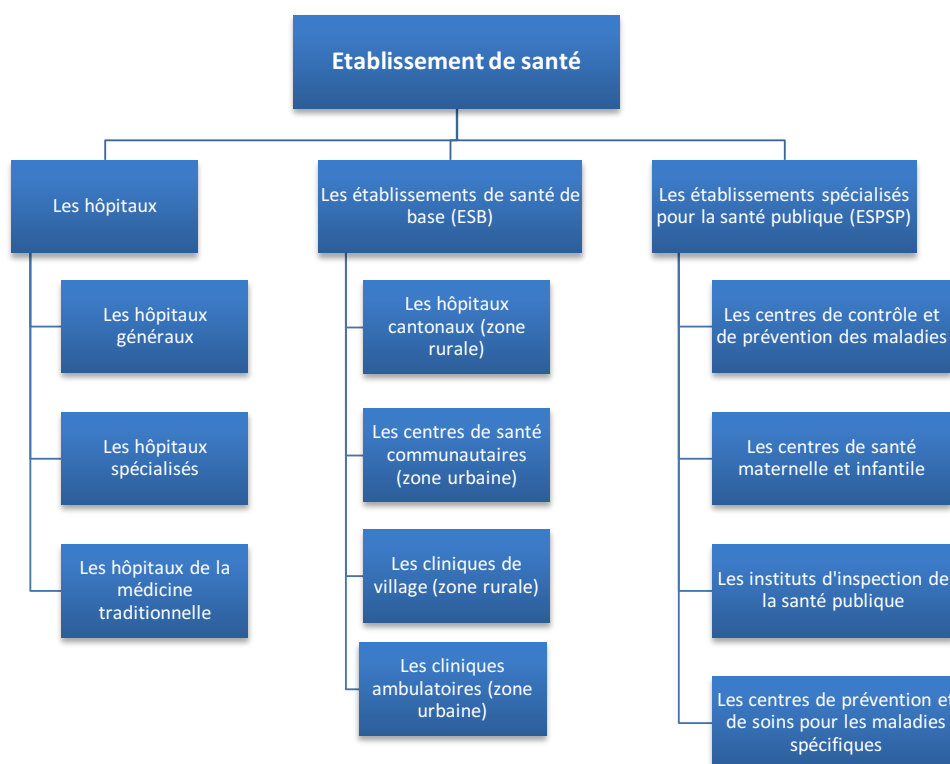 Etablissement de santé
Les hôpitaux
Les hôpitaux
généraux
Les hôpitaux
spécialisés
Les hôpitaux de la
médicine
traditionnelle
Les établissements de santé de
base (ESB)
Les hôpitaux
cantonaux (zone
rurale)
Les centres de santé
communautaires
(zone urbaine)
Les cliniques de
village (zone rurale)
Les cliniques
ambulatoires (zone
urbaine)
Les établissements spécialisés
pour la santé publique (ESPSP)
Les centres de contrôle et
de prévention des maladies
Les centres de santé
maternelle et infantile
Les instituts d'inspection de
la santé publique
Les centres de prévention et
de soins pour les maladies
spécifiques